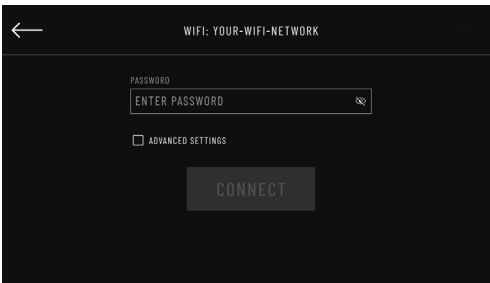 WIFI: YOUR-WIFI-NETWORK
PASSWORD
ENTER PASSWORD
ADVANCED SETTINGS
CONNECT